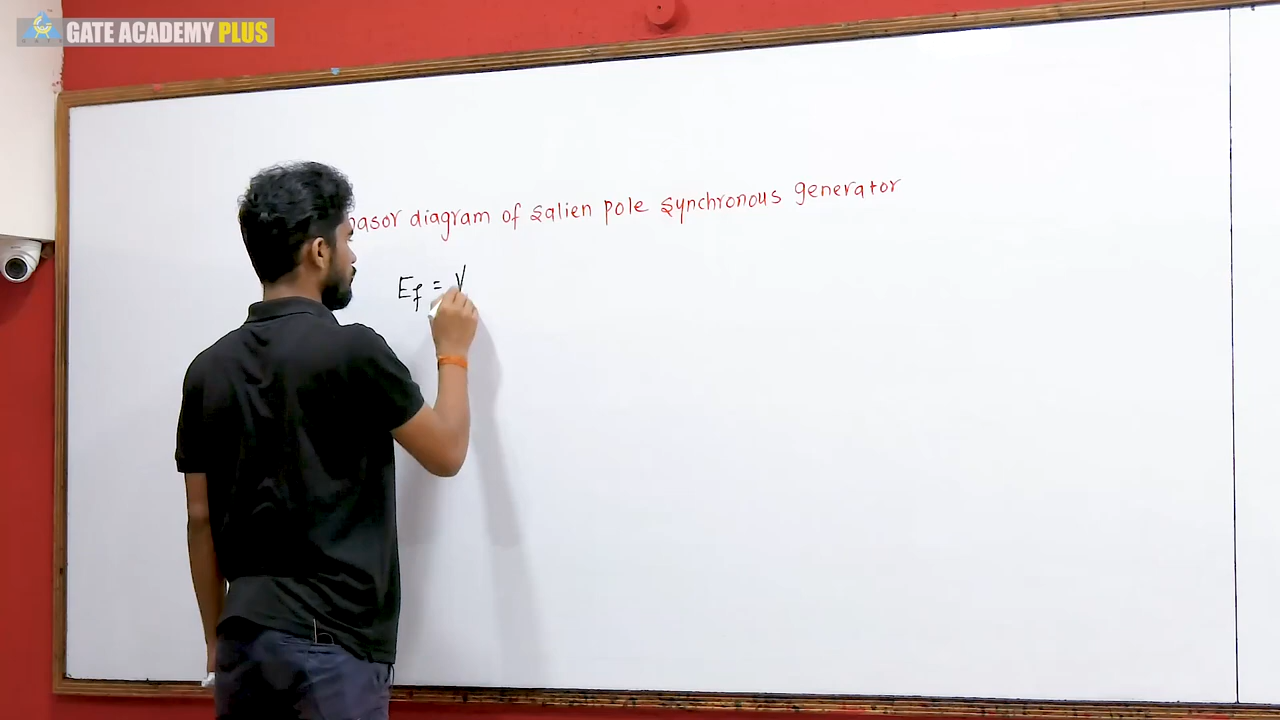 GATE ACADEMY PLUS
hasor diagram of salien pole synchronous generator
Ef = V